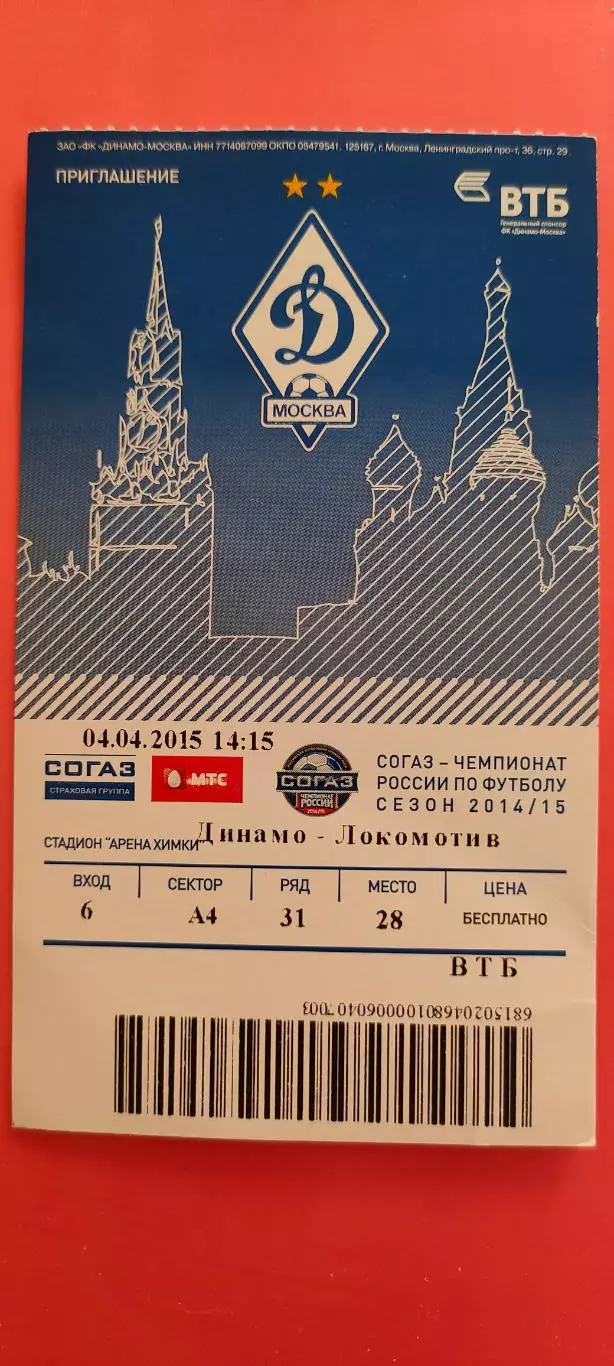 ЗАО «ФК «ДИНАМО-МОСКВА» ИНН 7714067099 ОКПО 05479541. 125167, г. Москва, Ленинградский про-т, 36, стр. 29
ПРИГЛАШЕНИЕ
ВТБ
Генеральный спонсор
ФК «Динамо-Москва»
Д
МОСКВА
04.04.2015 14:15
СОГАЗ
СТРАХОВАЯ ГРУППА
МТС
СОГАЗ
ЧЕМПИОНАТ
РОССИИ
2014/15
СОГАЗ – ЧЕМПИОНАТ
РОССИИ ПО ФУТБОЛУ
СЕЗОН 2014/15
СТАДИОН "АРЕНА ХИМКИ" Динамо - Локомотив
ВХОД СЕКТОР РЯД МЕСТО ЦЕНА
6 А4 31 28 БЕСПЛАТНО
ВТБ